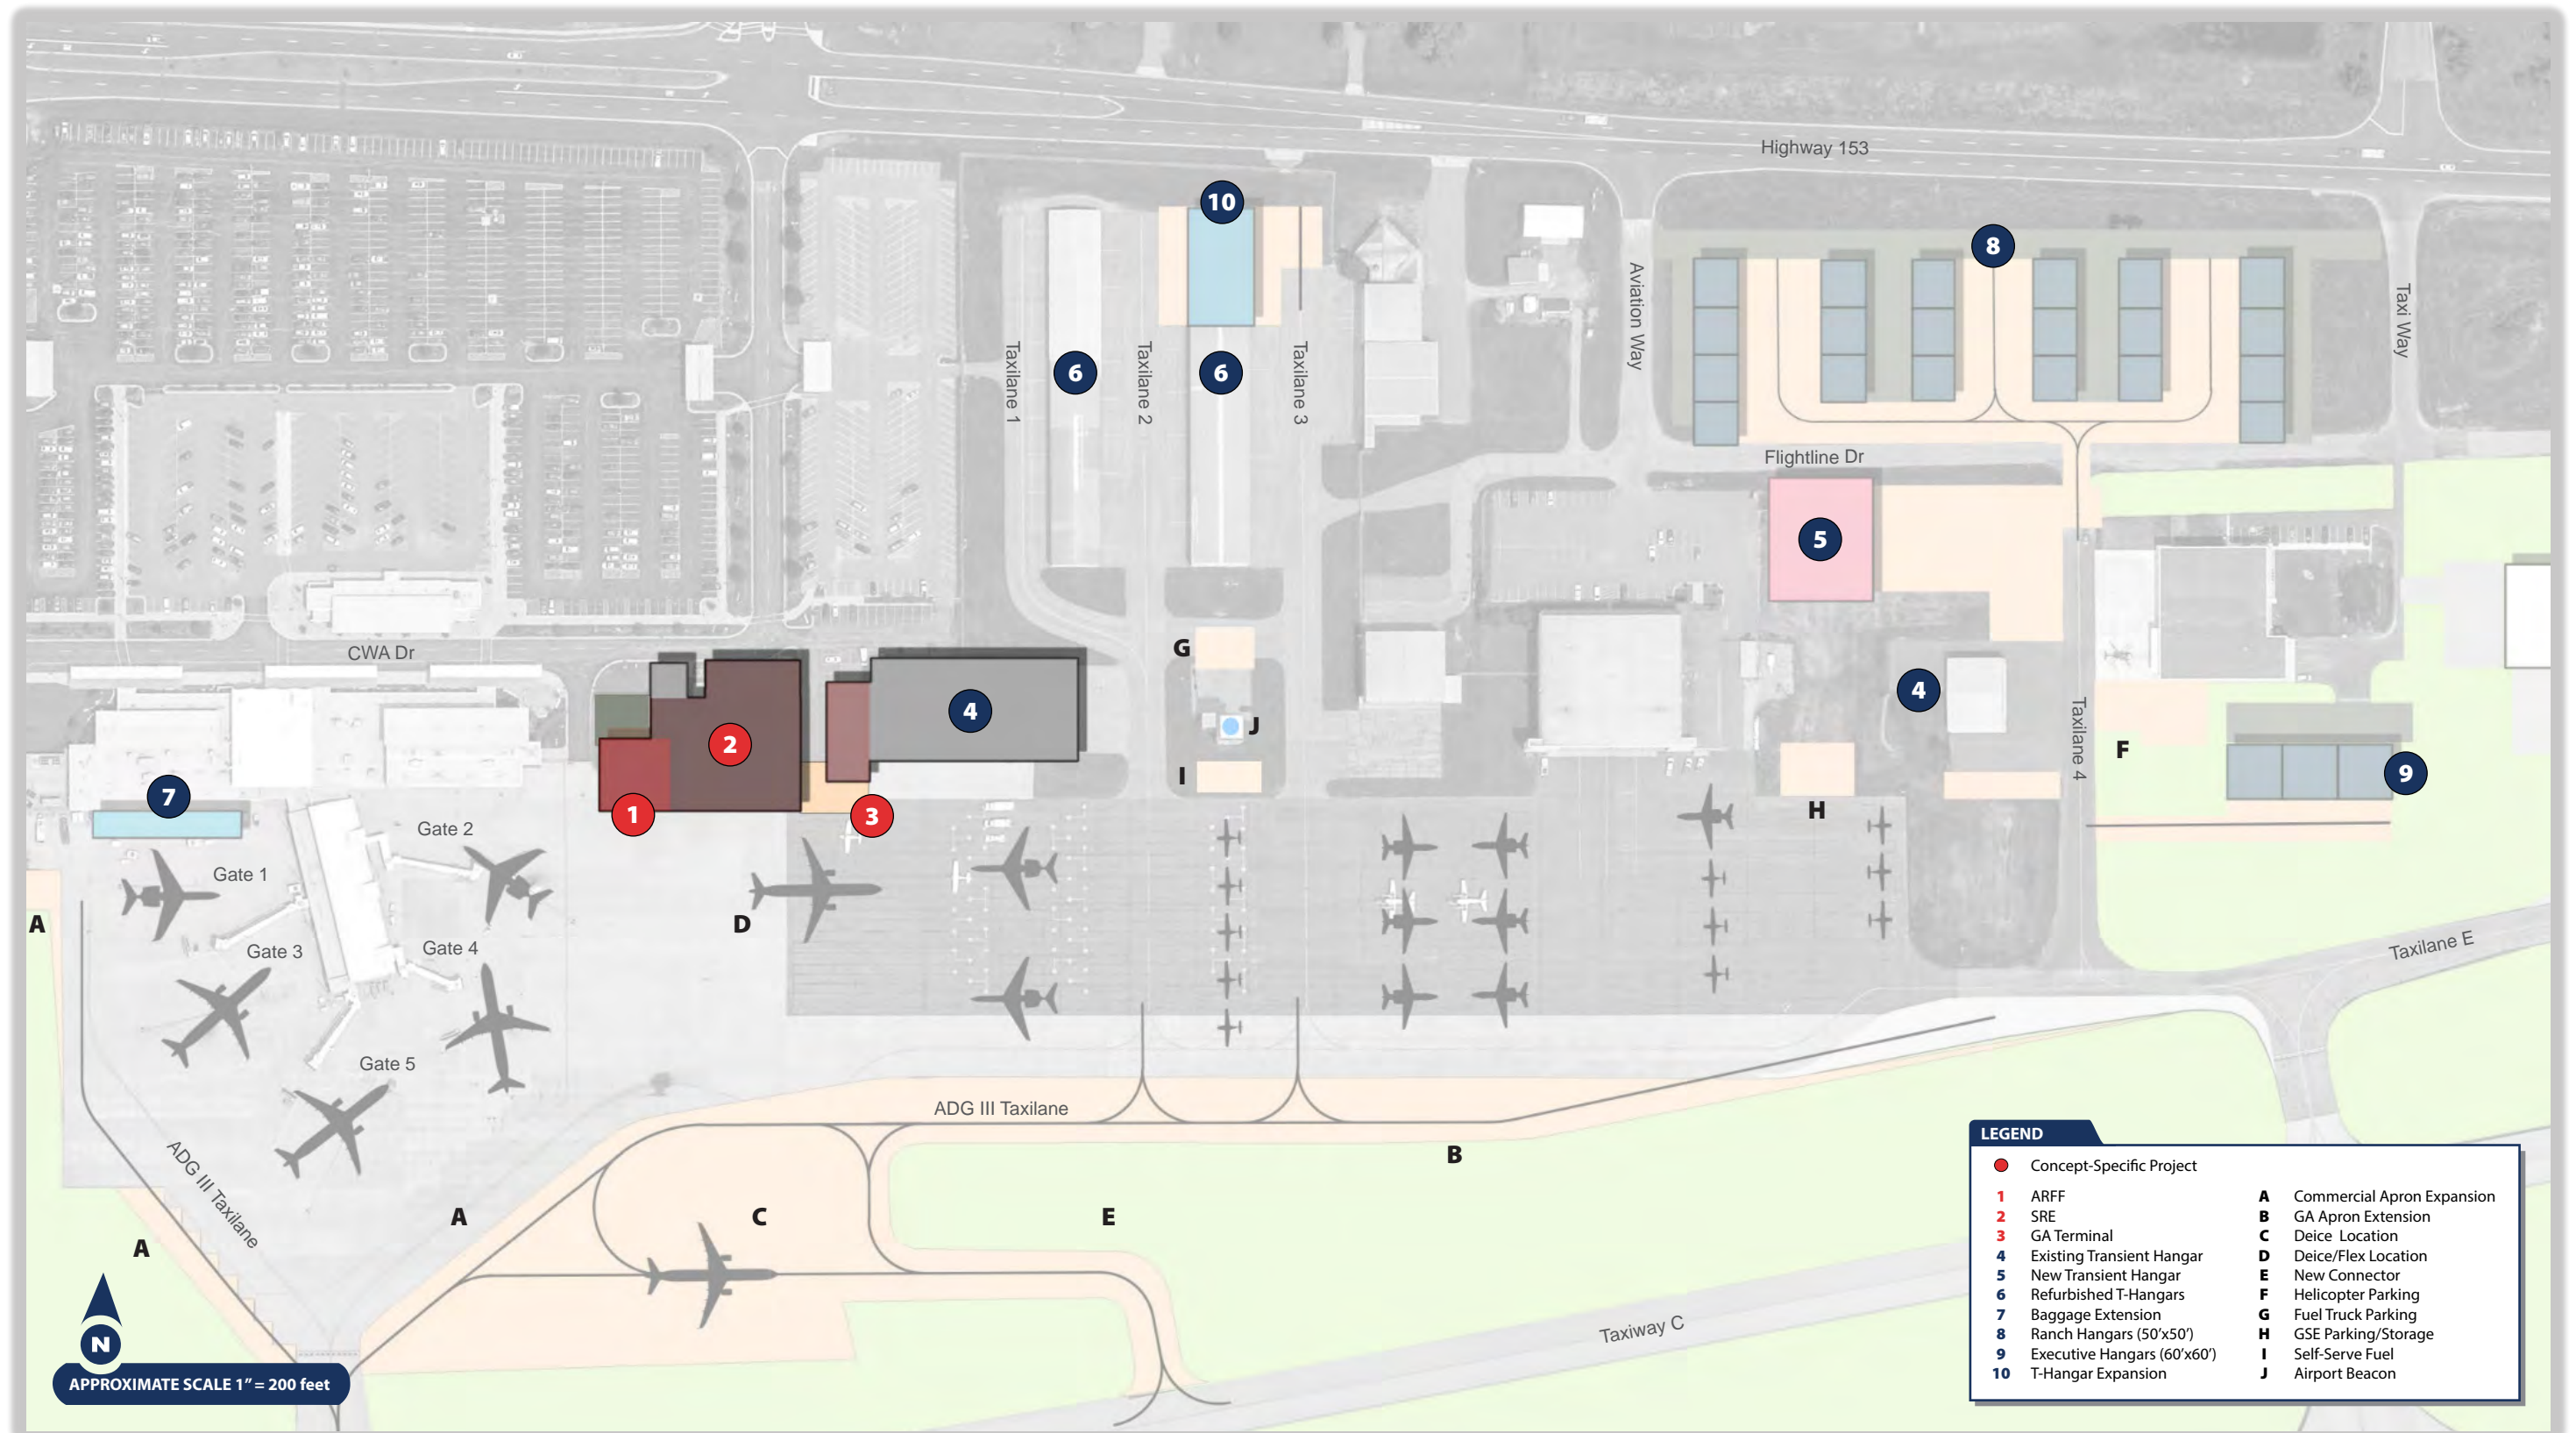 Highway 153
10
8
Aviation Way
Taxi Way
Taxilane 1
Taxilane 2
Taxilane 3
6
6
Flightline Dr
5
G
CWA Dr
4
4
2
J
Taxilane 4
F
I
9
7
1
3
H
Gate 2
Gate 1
A
D
Gate 3
Gate 4
Taxilane E
Gate 5
ADG III Taxilane
B
ADG III Taxilane
A
C
E
A
Taxiway C
N
APPROXIMATE SCALE 1” = 200 feet
LEGEND
Concept-Specific Project
1 ARFF
2 SRE
3 GA Terminal
4 Existing Transient Hangar
5 New Transient Hangar
6 Refurbished T-Hangars
7 Baggage Extension
8 Ranch Hangars (50’x50’)
9 Executive Hangars (60’x60’)
10 T-Hangar Expansion
A Commercial Apron Expansion
B GA Apron Extension
C Deice Location
D Deice/Flex Location
E New Connector
F Helicopter Parking
G Fuel Truck Parking
H GSE Parking/Storage
I Self-Serve Fuel
J Airport Beacon